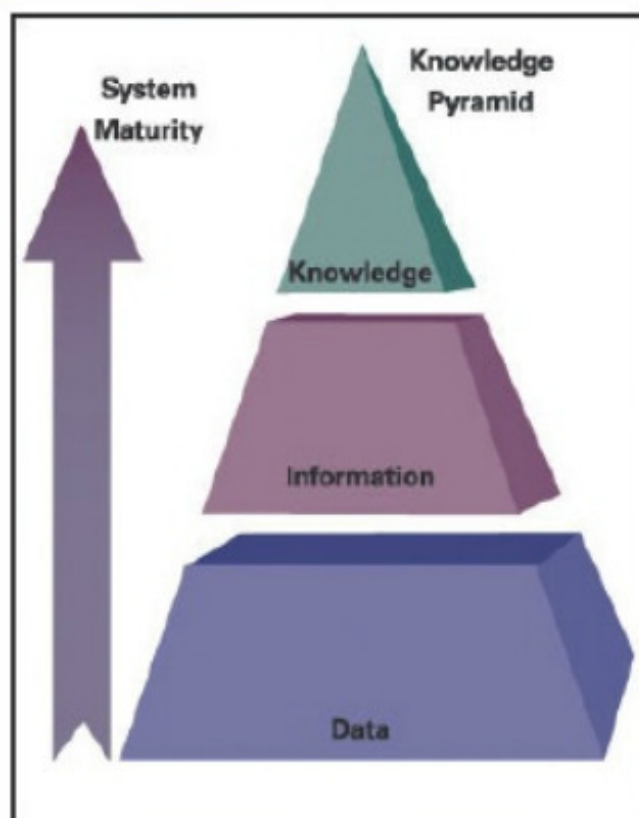 System
Maturity
Knowledge
Pyramid
Knowledge
Information
Data